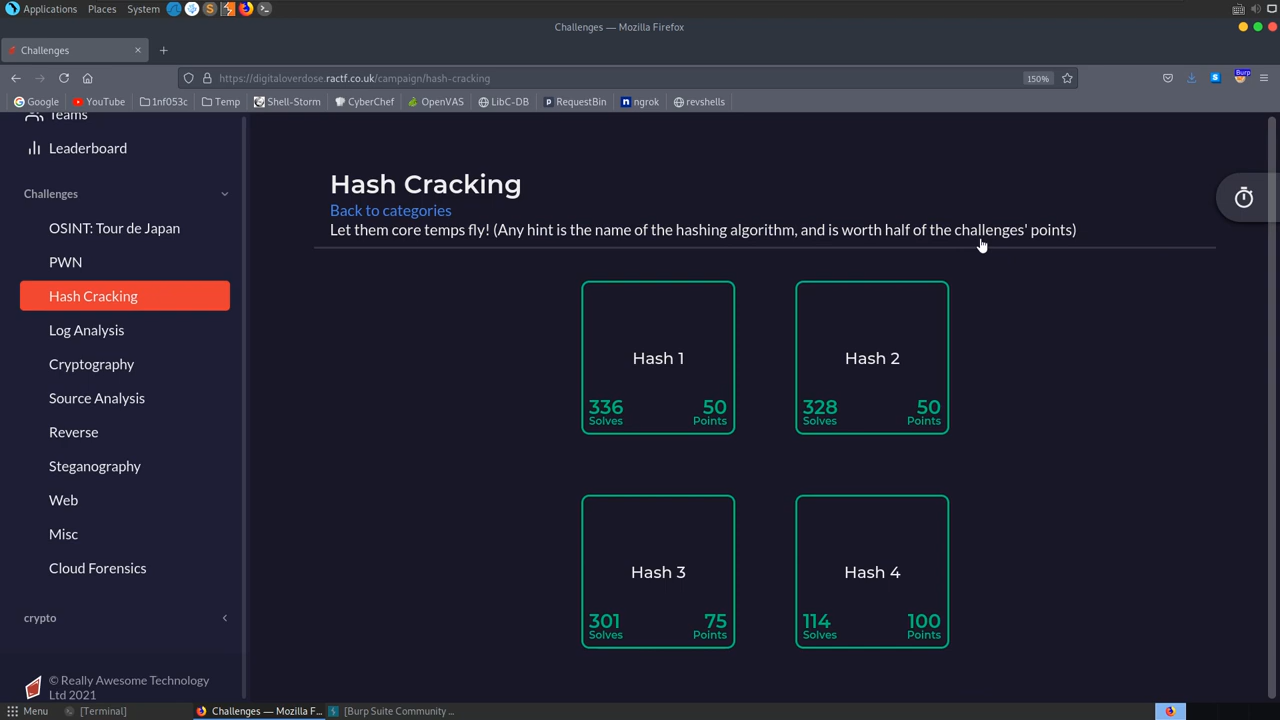 Applications Places System
Challenges — Mozilla Firefox
Challenges
https://digitaloverdose.ractf.co.uk/campaign/hash-cracking
150%
Burp
Google YouTube 1nf053c Temp Shell-Storm CyberChef OpenVAS LibC-DB RequestBin ngrok revshells
Teams
Leaderboard
Challenges
OSINT: Tour de Japan
PWN
Hash Cracking
Log Analysis
Cryptography
Source Analysis
Reverse
Steganography
Web
Misc
Cloud Forensics
crypto
© Really Awesome Technology
Ltd 2021
Hash Cracking
Back to categories
Let them core temps fly! (Any hint is the name of the hashing algorithm, and is worth half of the challenges' points)
Hash 1
336 50
Solves Points
Hash 2
328 50
Solves Points
Hash 3
301 75
Solves Points
Hash 4
114 100
Solves Points
Menu [Terminal] Challenges — Mozilla F... [Burp Suite Community ...